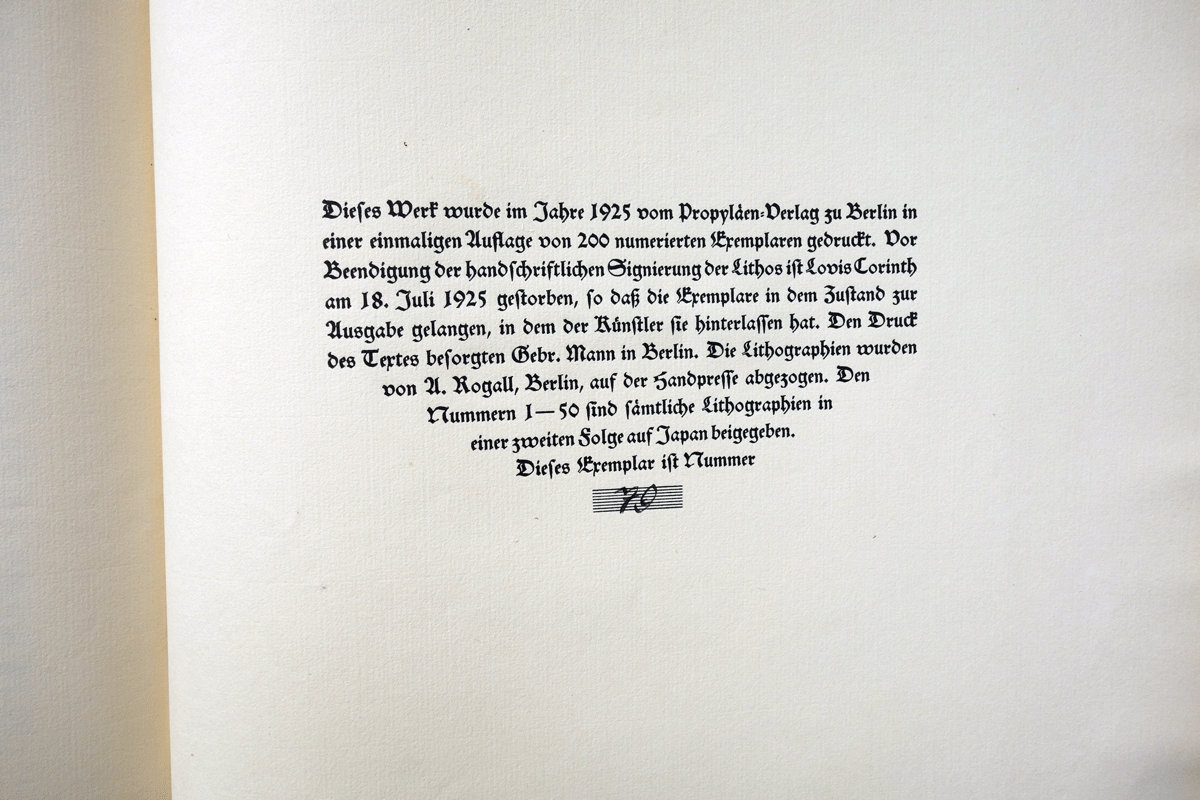 Dieses Werk wurde im Jahre 1925 vom Propyläen-Verlag zu Berlin in
einer einmaligen Auflage von 200 numerierten Exemplaren gedruckt. Vor
Beendigung der handschriftlichen Signierung der Lithos ist Lovis Corinth
am 18. Juli 1925 gestorben, so daß die Exemplare in dem Zustand zur
Ausgabe gelangen, in dem der Künstler sie hinterlassen hat. Den Druck
des Textes besorgten Gebr. Mann in Berlin. Die Lithographien wurden
von A. Rogall, Berlin, auf der Handpresse abgezogen. Den
Nummern 1—50 sind sämtliche Lithographien in
einer zweiten Folge auf Japan beigegeben.
Dieses Exemplar ist Nummer
70